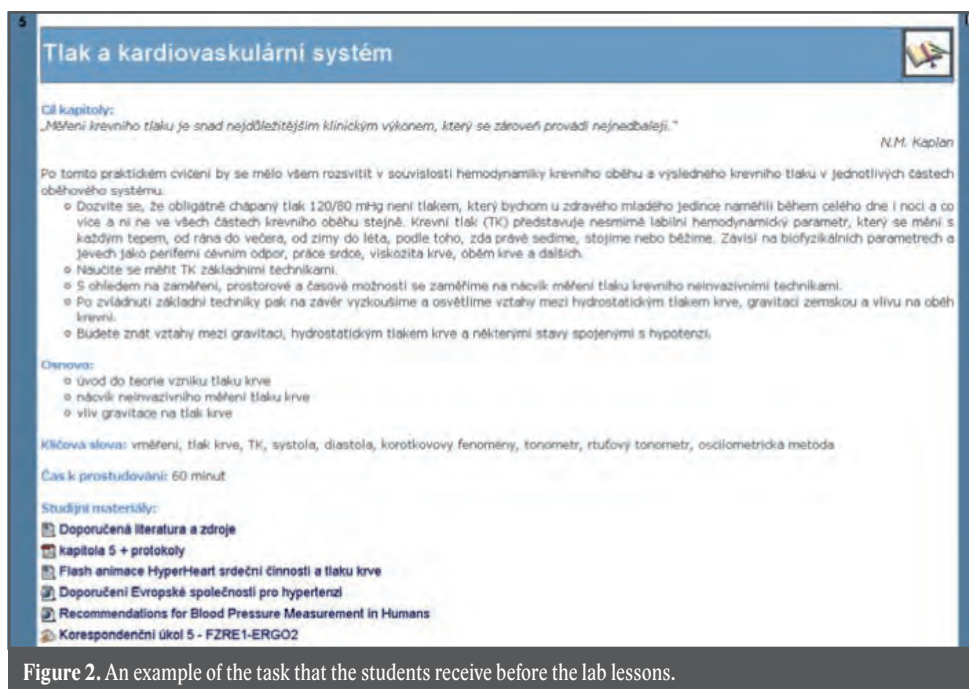 5
Tlak a kardiovaskulární systém
Cíl kapitoly:
„Měření krevního tlaku je snad nejdůležitějším klinickým výkonem, který se zároveň provádí nejnedbaleji."
N.M. Kaplan
Po tomto praktickém cvičení by se mělo všem rozsvítit v souvislosti hemodynamiky krevního oběhu a výsledného krevního tlaku v jednotlivých částech
oběhového systému:
Dozvíte se, že obligátně chápaný tlak 120/80 mHg není tlakem, který bychom u zdravého mladého jedince naměřili během celého dne i noci a co
více a ni ne ve všech částech krevního oběhu stejně. Krevní tlak (TK) představuje nesmírně labilní hemodynamický parametr, který se mění s
každým tepem, od rána do večera, od zimy do léta, podle toho, zda právě sedíme, stojíme nebo běžíme. Závisí na biofyzikálních parametrech a
jevech jako periferní cévním odpor, práce srdce, viskozita krve, objem krve a dalších.
Naučíte se měřit TK základními technikami.
S ohledem na zaměření, prostorové a časové možnosti se zaměříme na nácvik měření tlaku krevního neinvazivními technikami.
Po zvládnutí základní techniky pak na závěr vyzkoušíme a osvětlíme vztahy mezi hydrostatickým tlakem krve, gravitací zemskou a vlivu na oběh
krevní.
Budete znát vztahy mezi gravitací, hydrostatickým tlakem krve a některými stavy spojenými s hypotenzí.
Osnova:
úvod do teorie vzniku tlaku krve
nácvik neinvazivního měření tlaku krve
vliv gravitace na tlak krve
Klíčová slova: vměření, tlak krve, TK, systola, diastola, korotkovovy fenomény, tonometr, rtuťový tonometr, oscilometrická metoda
Čas k prostudování: 60 minut
Studijní materiály:
Doporučená literatura a zdroje
kapitola 5 + protokoly
Flash animace HyperHeart srdeční činnosti a tlaku krve
Doporučení Evropské společnosti pro hypertenzi
Recommendations for Blood Pressure Measurement in Humans
Korespondenční úkol 5 - FZRE1-ERGO2
Figure 2. An example of the task that the students receive before the lab lessons.